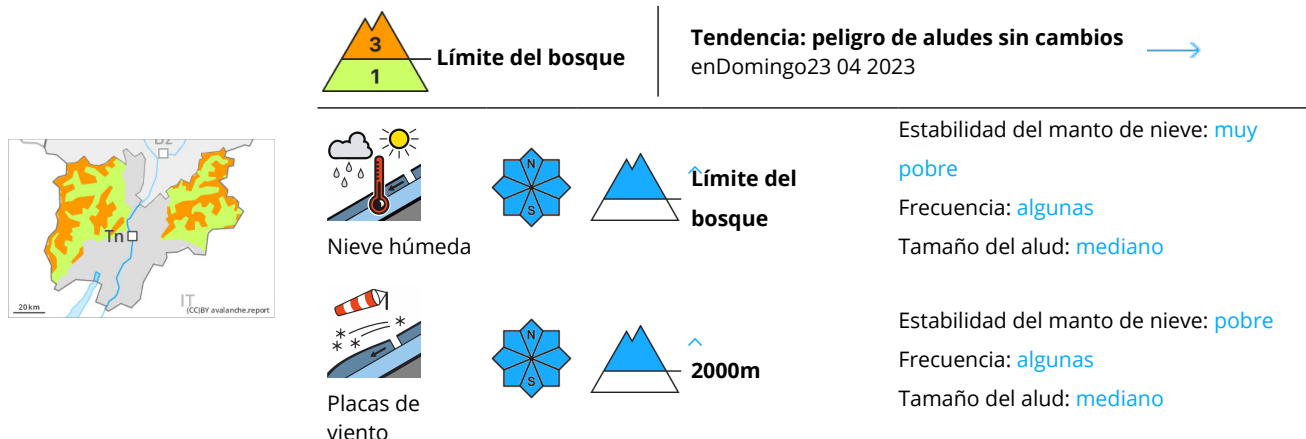 3
1
Límite del bosque
Tendencia: peligro de aludes sin cambios
enDomingo23 04 2023
Tn
20 km
IT
(CC)BY avalanche.report
N
S
Límite del
bosque
Nieve húmeda
Estabilidad del manto de nieve: muy
pobre
Frecuencia: algunas
Tamaño del alud: mediano
N
S
2000m
Placas de
viento
Estabilidad del manto de nieve: pobre
Frecuencia: algunas
Tamaño del alud: mediano